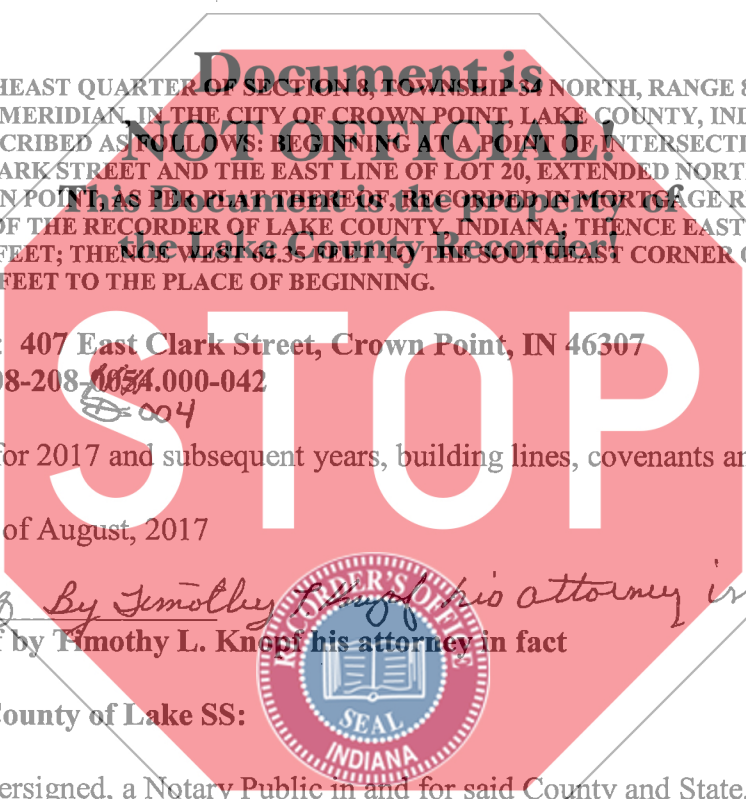 Document is
HEAST QUARTER OF SECTION 8, TOWNSHIP 34 NORTH, RANGE 8
MERIDIAN, IN THE CITY OF CROWN POINT, LAKE COUNTY, IND
NOT OFFICIAL!
CRIBED AS FOLLOWS: BEGINNING AT A POINT OF INTERSECTI
ARK STREET AND THE EAST LINE OF LOT 20, EXTENDED NORT
This Document is the property of
N POINT, AS PER PLAT THEREOF, RECORDED IN MORTGAGE R
OF THE RECORDER OF LAKE COUNTY, INDIANA; THENCE EAST
the Lake County Recorder!
FEET; THENCE WEST 64.35 FEET TO THE SOUTHEAST CORNER
FEET TO THE PLACE OF BEGINNING.
: 407 East Clark Street, Crown Point, IN 46307
08-208-0054.000-042
004
STOP
for 2017 and subsequent years, building lines, covenants an
of August, 2017
By Timothy L. Knopf his attorney in
f by Timothy L. Knopf his attorney in fact
RECORDER'S OFFICE
SEAL
INDIANA
County of Lake SS:
ersigned, a Notary Public in and for said County and State,